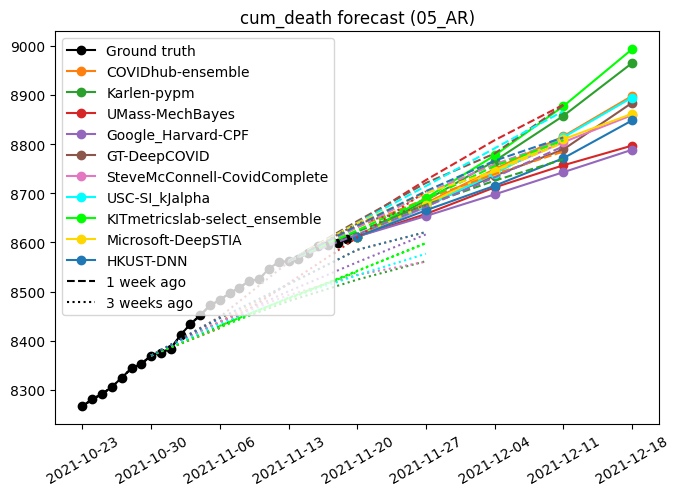 cum_death forecast (05_AR)
9000
8900
8800
8700
8600
8500
8400
8300
Ground truth
COVIDhub-ensemble
Karlen-pypm
UMass-MechBayes
Google_Harvard-CPF
GT-DeepCOVID
SteveMcConnell-CovidComplete
USC-SI_kJalpha
KITmetricslab-select_ensemble
Microsoft-DeepSTIA
HKUST-DNN
1 week ago
3 weeks ago
2021-10-23
2021-10-30
2021-11-06
2021-11-13
2021-11-20
2021-11-27
2021-12-04
2021-12-11
2021-12-18